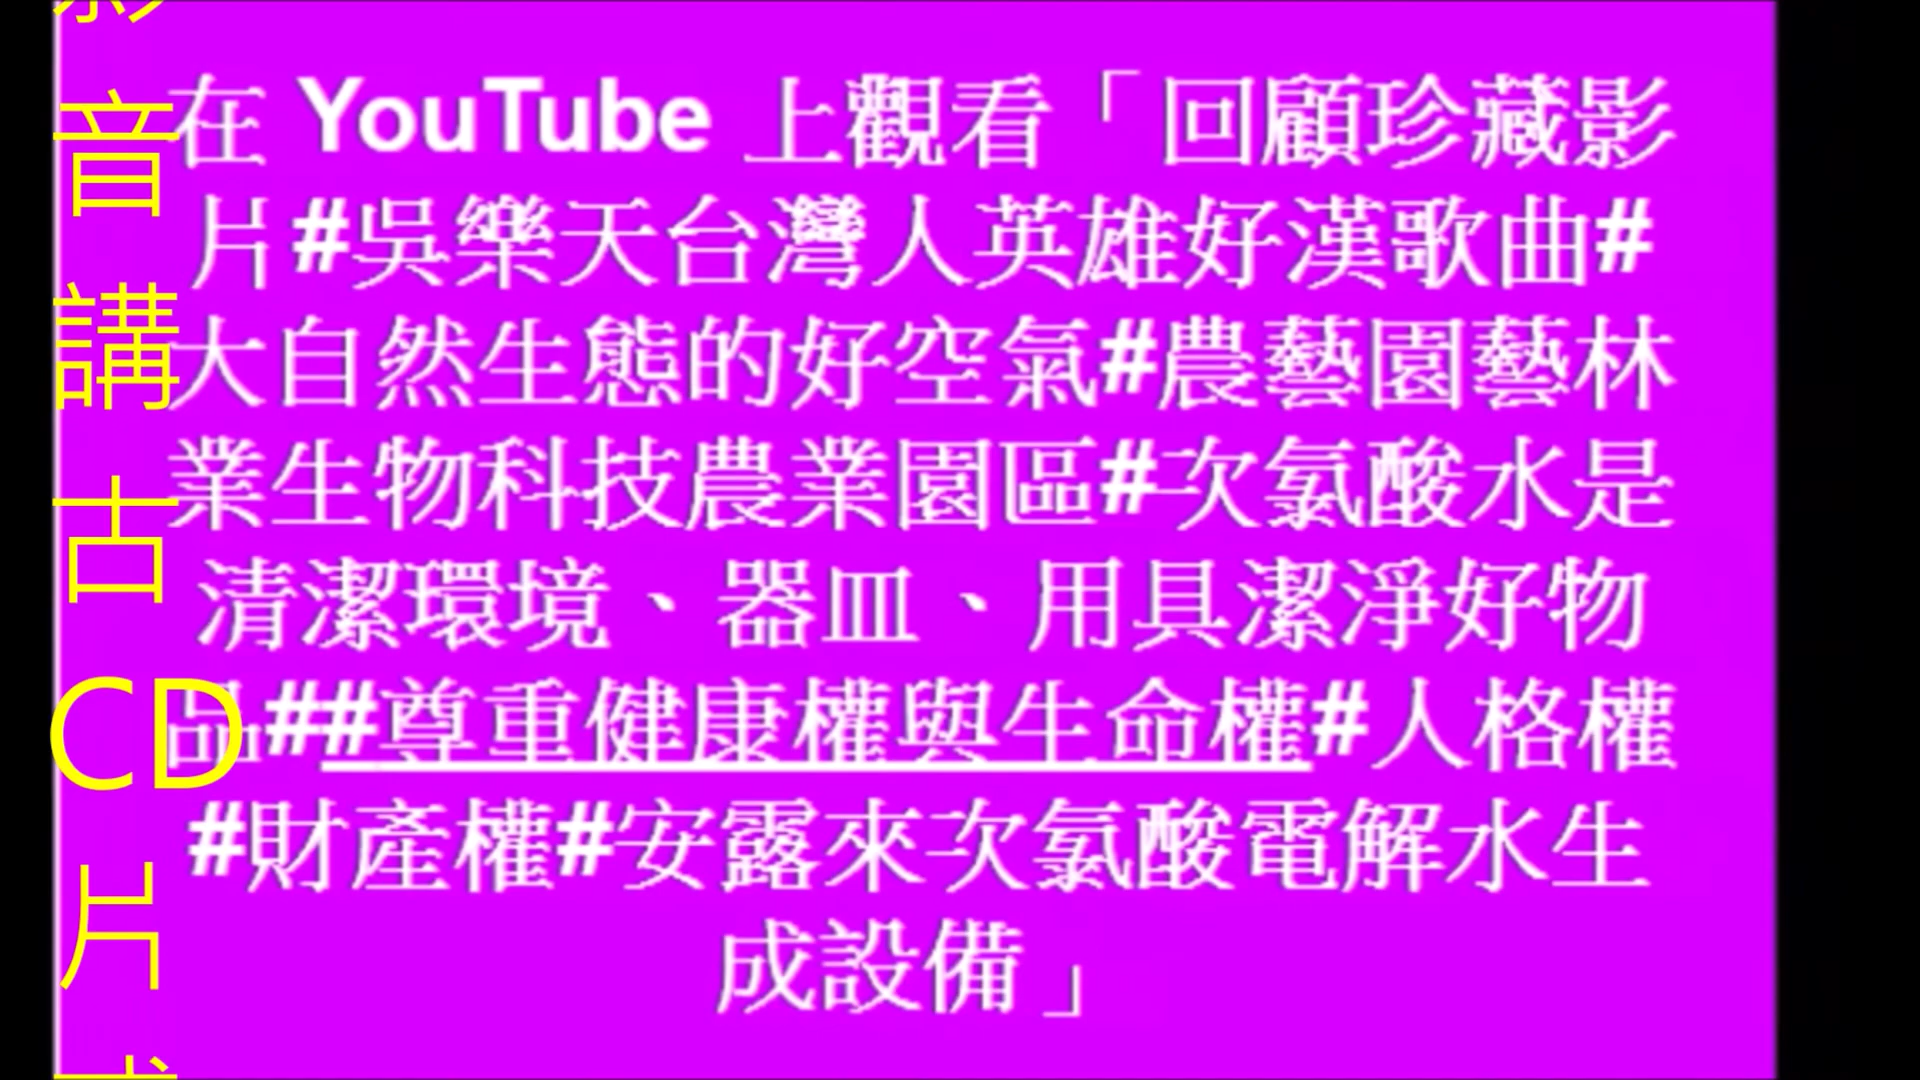 在 YouTube 上觀看「回顧珍藏影
片#吳樂天台灣人英雄好漢歌曲#
大自然生態的好空氣#農藝園藝林
業生物科技農業園區#次氯酸水是
清潔環境、器皿、用具潔淨好物
品##尊重健康權與生命權#人格權
#財產權#安露來次氯酸電解水生
成設備」
影
音
講
古
CD
片